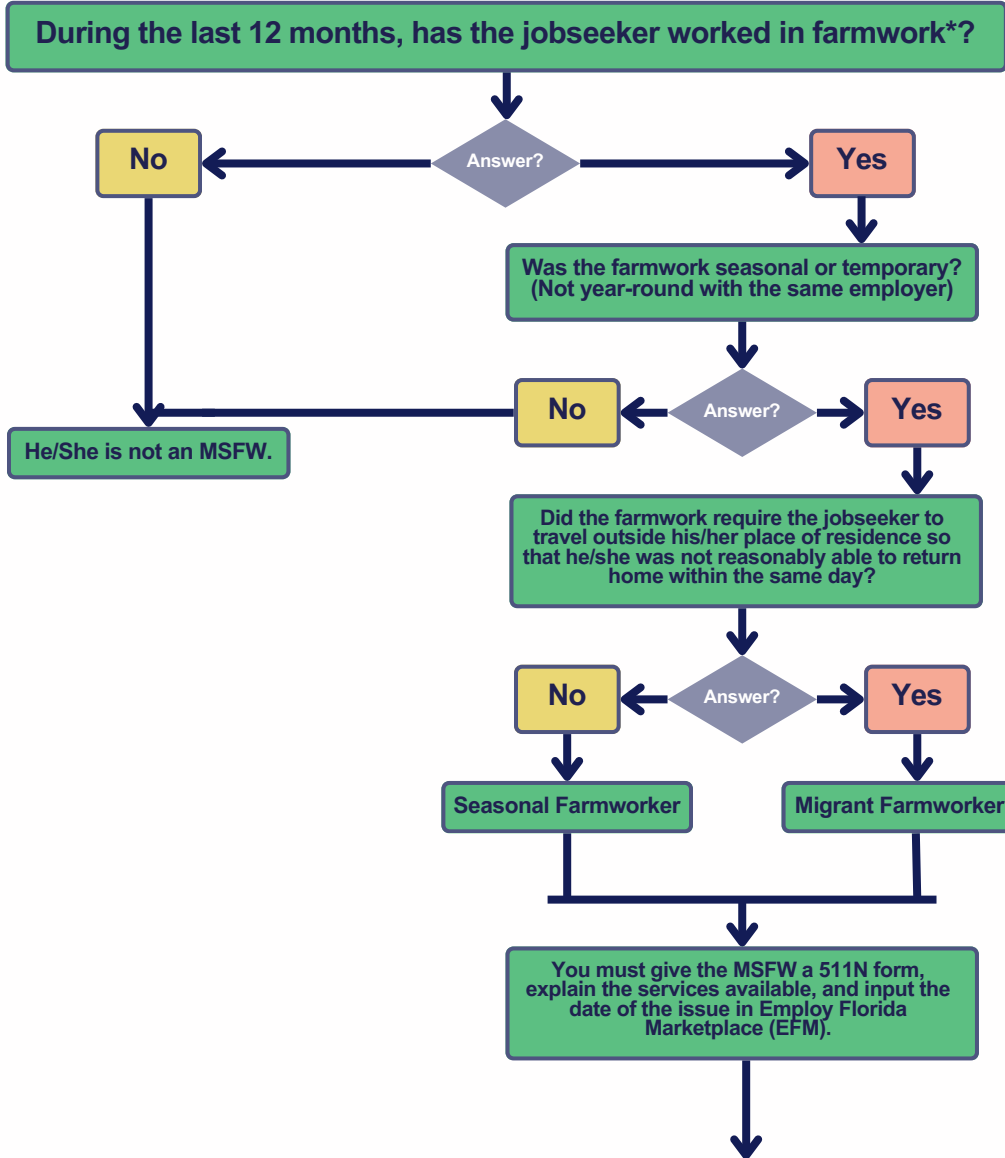 During the last 12 months, has the jobseeker worked in farmwork*?
No
Answer?
Yes
Was the farmwork seasonal or temporary?
(Not year-round with the same employer)
No
Answer?
Yes
He/She is not an MSFW.
Did the farmwork require the jobseeker to
travel outside his/her place of residence so
that he/she was not reasonably able to return
home within the same day?
No
Answer?
Yes
Seasonal Farmworker
Migrant Farmworker
You must give the MSFW a 511N form,
explain the services available, and input the
date of the issue in Employ Florida
Marketplace (EFM).